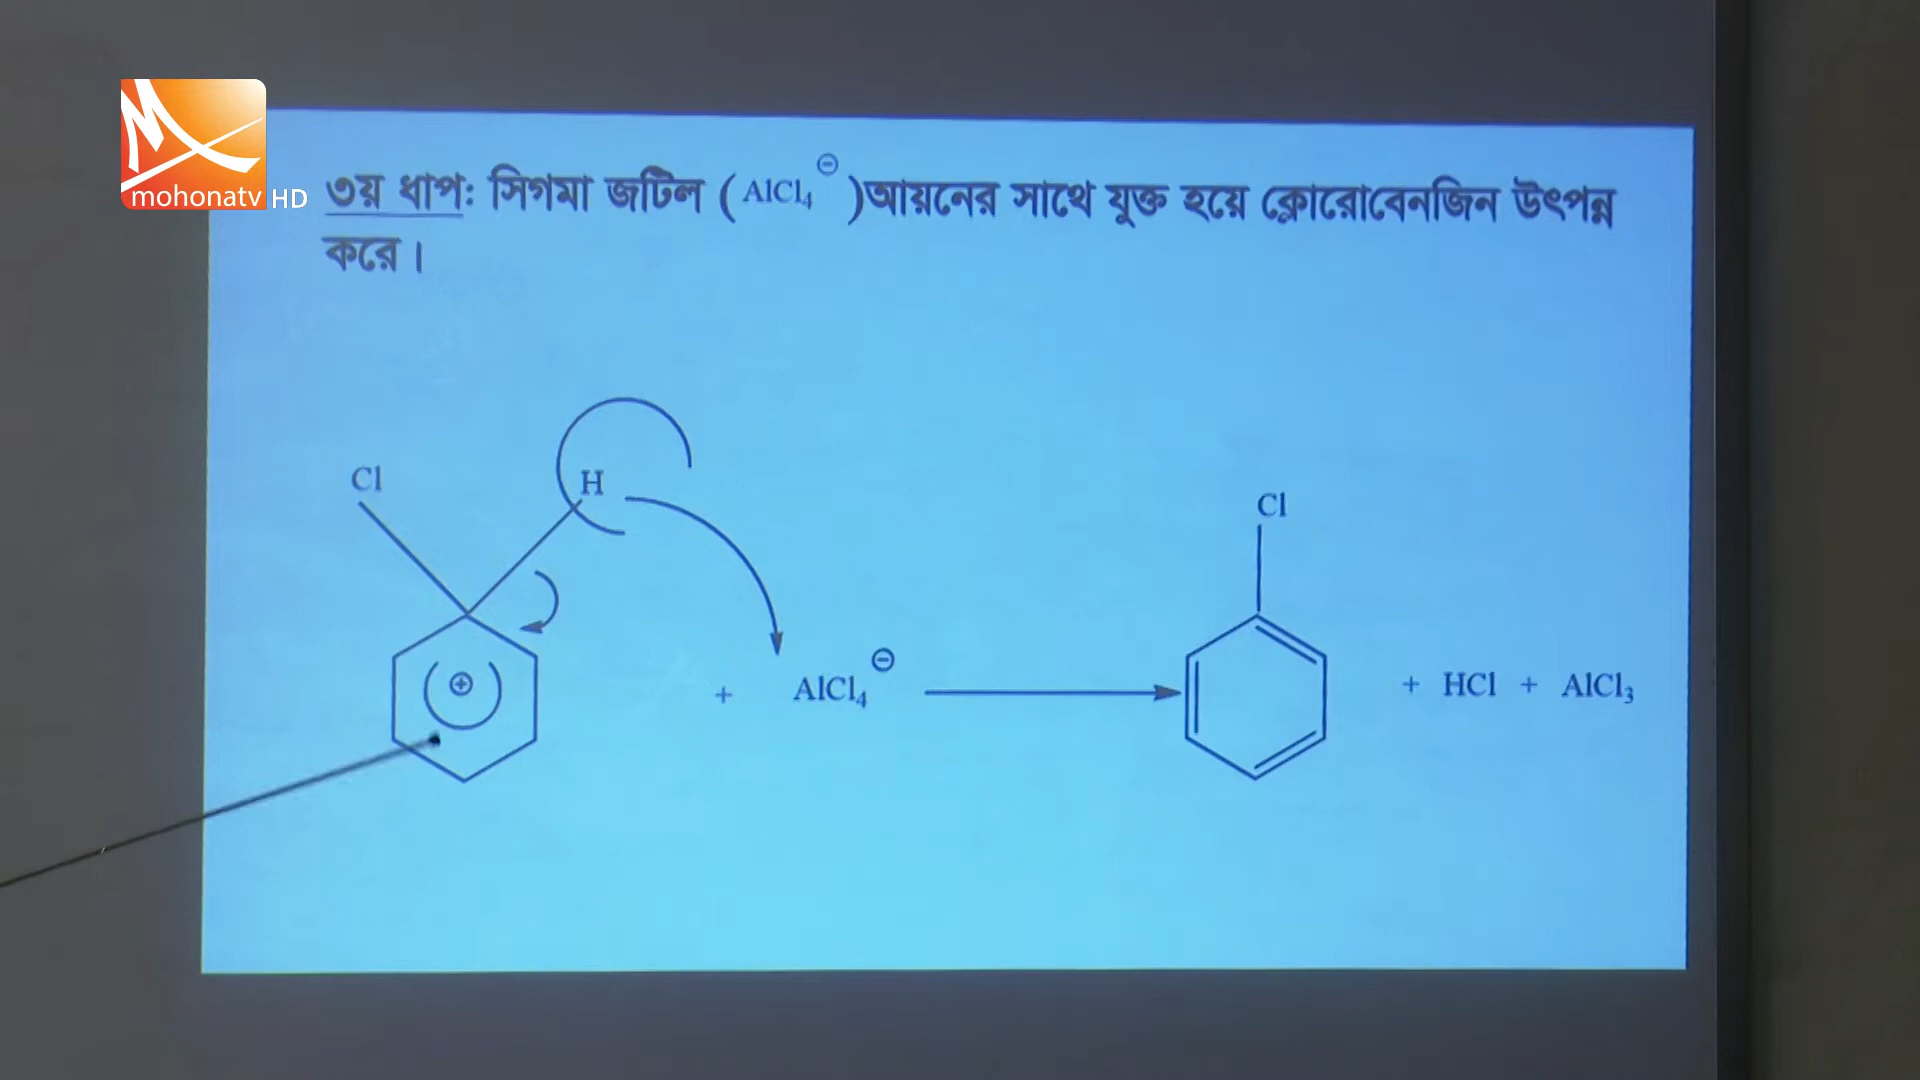 mohonatv HD
৩য় ধাপঃ সিগমা জটিল (AlCl₄⊖)আয়নের সাথে যুক্ত হয়ে ক্লোরোবেনজিন উৎপন্ন
করে।
Cl H Cl
⊕ + AlCl₄⊖ + HCl + AlCl₃